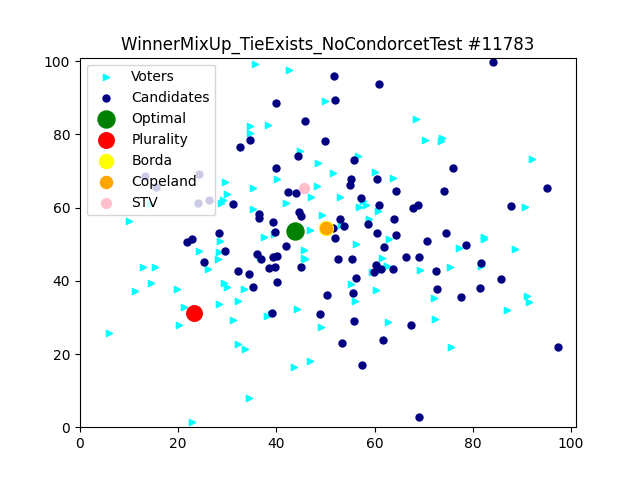 WinnerMixUp_TieExists_NoCondorcetTest #11783
100
80
60
40
20
0
Voters
Candidates
Optimal
Plurality
Borda
Copeland
STV
0 20 40 60 80 100